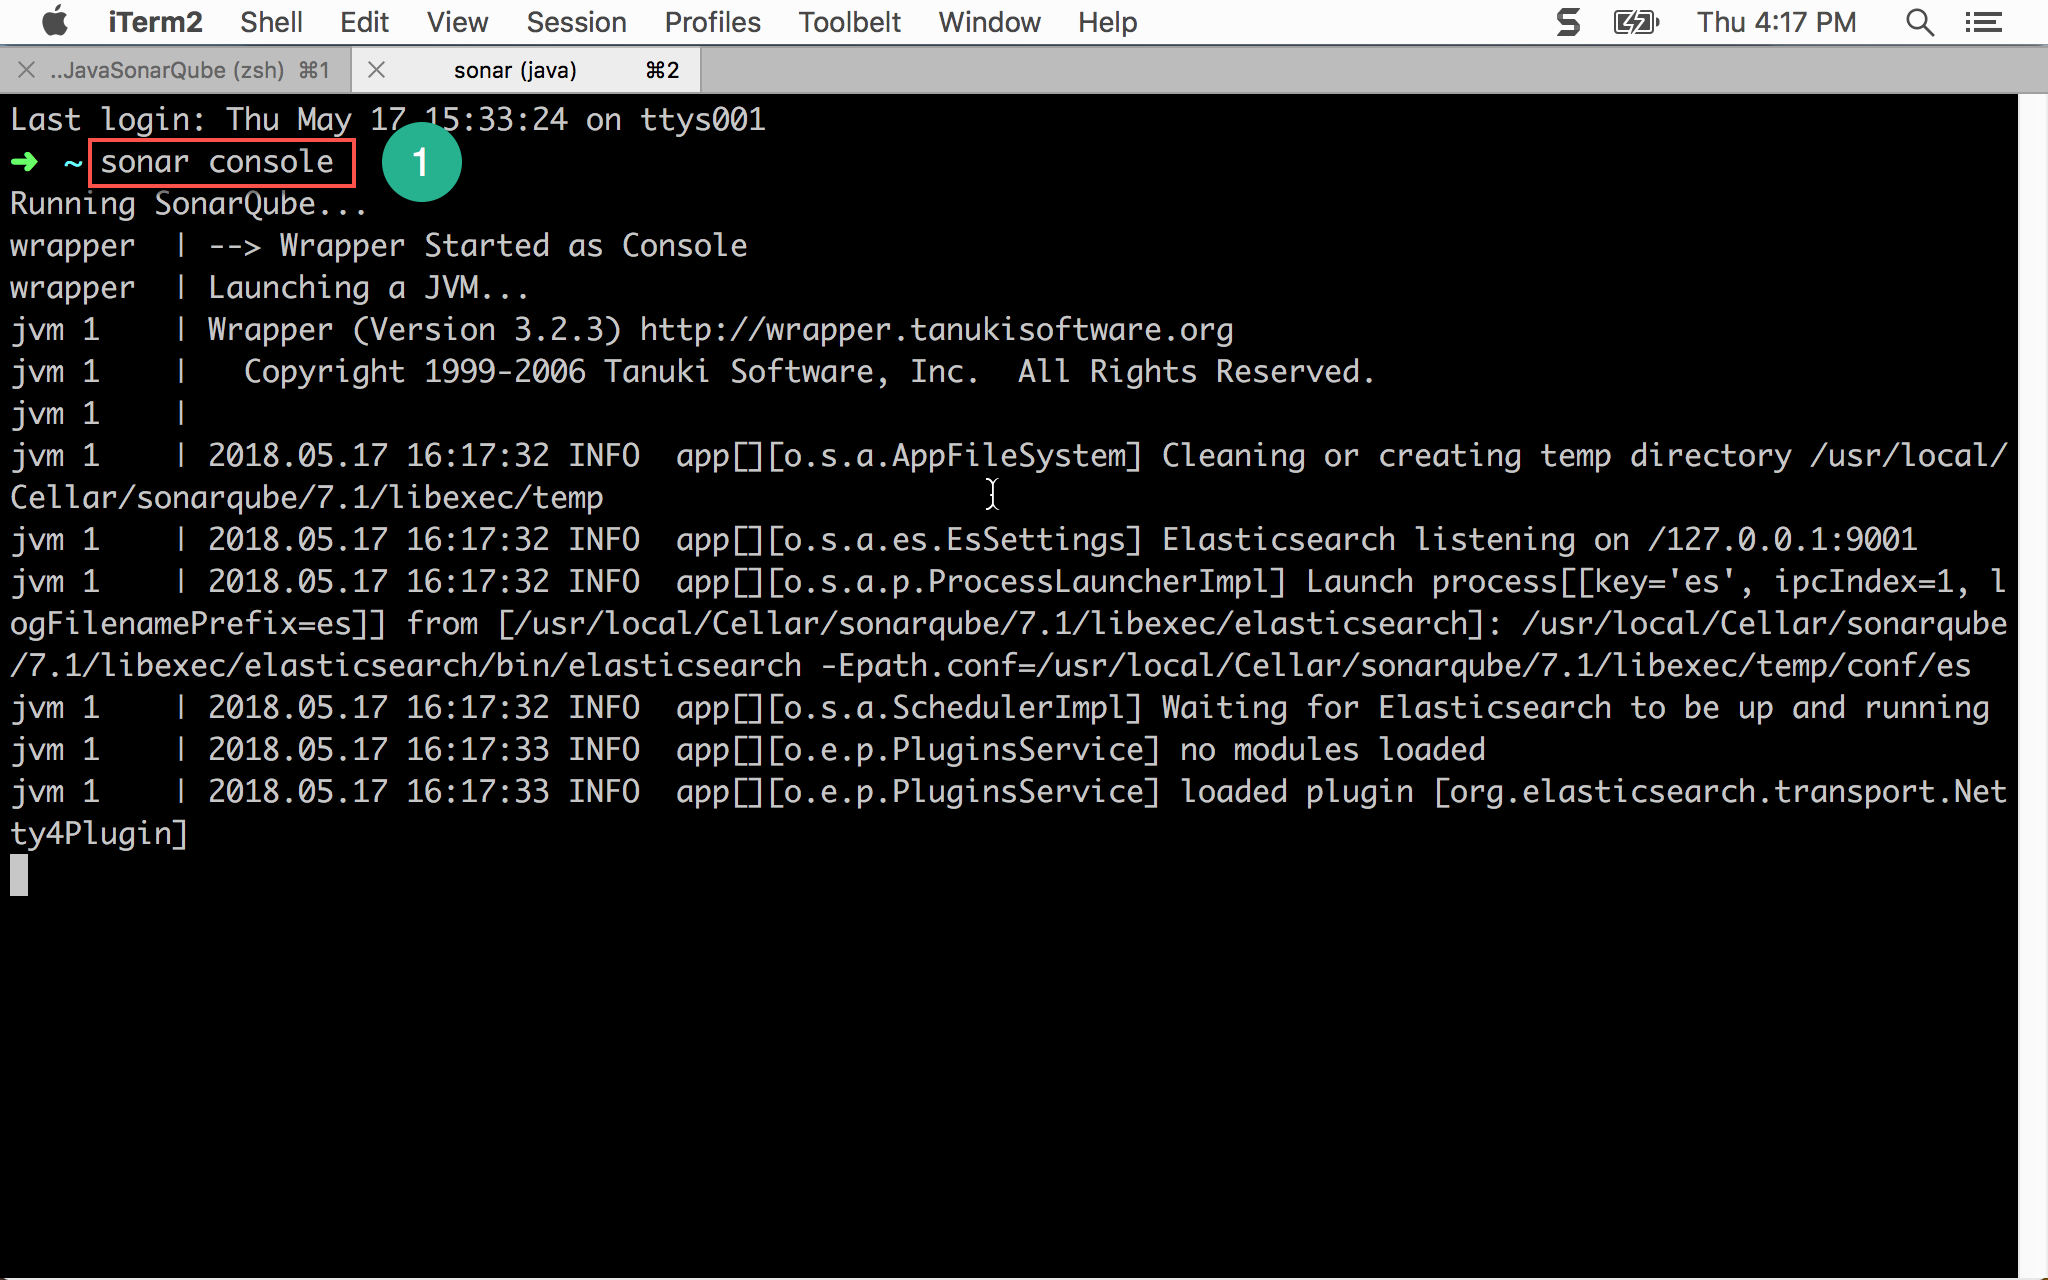 iTerm2 Shell Edit View Session Profiles Toolbelt Window Help Thu 4:17 PM
..JavaSonarQube (zsh) ⌘1 sonar (java) ⌘2
Last login: Thu May 17 15:33:24 on ttys001
➜ ~ sonar console 1
Running SonarQube...
wrapper  | --> Wrapper Started as Console
wrapper  | Launching a JVM...
jvm 1    | Wrapper (Version 3.2.3) http://wrapper.tanukisoftware.org
jvm 1    |   Copyright 1999-2006 Tanuki Software, Inc.  All Rights Reserved.
jvm 1    |
jvm 1    | 2018.05.17 16:17:32 INFO  app[][o.s.a.AppFileSystem] Cleaning or creating temp directory /usr/local/
Cellar/sonarqube/7.1/libexec/temp
jvm 1    | 2018.05.17 16:17:32 INFO  app[][o.s.a.es.EsSettings] Elasticsearch listening on /127.0.0.1:9001
jvm 1    | 2018.05.17 16:17:32 INFO  app[][o.s.a.p.ProcessLauncherImpl] Launch process[[key='es', ipcIndex=1, l
ogFilenamePrefix=es]] from [/usr/local/Cellar/sonarqube/7.1/libexec/elasticsearch]: /usr/local/Cellar/sonarqube
/7.1/libexec/elasticsearch/bin/elasticsearch -Epath.conf=/usr/local/Cellar/sonarqube/7.1/libexec/temp/conf/es
jvm 1    | 2018.05.17 16:17:32 INFO  app[][o.s.a.SchedulerImpl] Waiting for Elasticsearch to be up and running
jvm 1    | 2018.05.17 16:17:33 INFO  app[][o.e.p.PluginsService] no modules loaded
jvm 1    | 2018.05.17 16:17:33 INFO  app[][o.e.p.PluginsService] loaded plugin [org.elasticsearch.transport.Net
ty4Plugin]